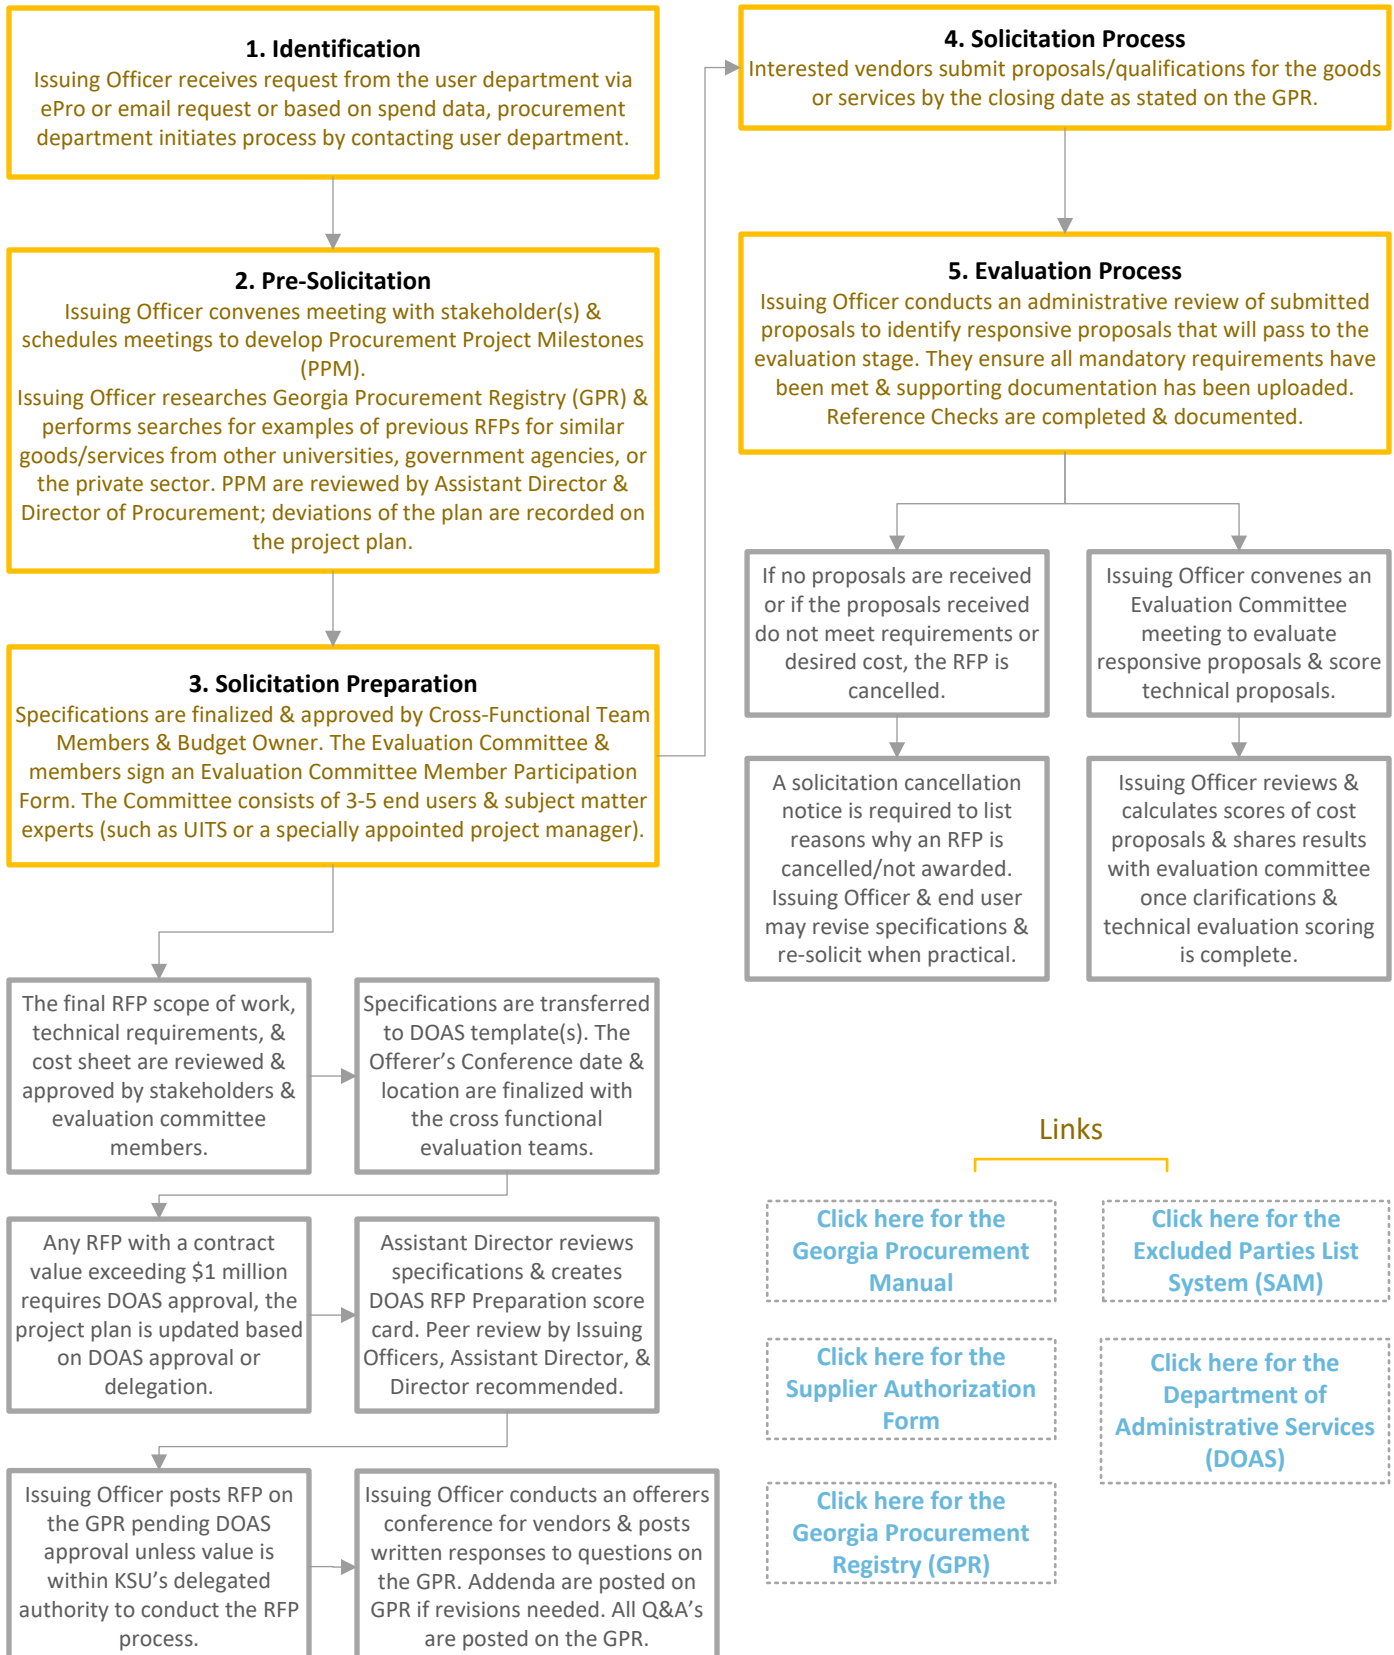 1. Identification
Issuing Officer receives request from the user department via
ePro or email request or based on spend data, procurement
department initiates process by contacting user department.
2. Pre-Solicitation
Issuing Officer convenes meeting with stakeholder(s) &
schedules meetings to develop Procurement Project Milestones
(PPM).
Issuing Officer researches Georgia Procurement Registry (GPR) &
performs searches for examples of previous RFPs for similar
goods/services from other universities, government agencies, or
the private sector. PPM are reviewed by Assistant Director &
Director of Procurement; deviations of the plan are recorded on
the project plan.
3. Solicitation Preparation
Specifications are finalized & approved by Cross-Functional Team
Members & Budget Owner. The Evaluation Committee &
members sign an Evaluation Committee Member Participation
Form. The Committee consists of 3-5 end users & subject matter
experts (such as UITS or a specially appointed project manager).
The final RFP scope of work,
technical requirements, &
cost sheet are reviewed &
approved by stakeholders &
evaluation committee
members.
Specifications are transferred
to DOAS template(s). The
Offerer’s Conference date &
location are finalized with
the cross functional
evaluation teams.
Any RFP with a contract
value exceeding $1 million
requires DOAS approval, the
project plan is updated based
on DOAS approval or
delegation.
Assistant Director reviews
specifications & creates
DOAS RFP Preparation score
card. Peer review by Issuing
Officers, Assistant Director, &
Director recommended.
Issuing Officer posts RFP on
the GPR pending DOAS
approval unless value is
within KSU’s delegated
authority to conduct the RFP
process.
Issuing Officer conducts an offerers
conference for vendors & posts
written responses to questions on
the GPR. Addenda are posted on
GPR if revisions needed. All Q&A’s
are posted on the GPR.
4. Solicitation Process
Interested vendors submit proposals/qualifications for the goods
or services by the closing date as stated on the GPR.
5. Evaluation Process
Issuing Officer conducts an administrative review of submitted
proposals to identify responsive proposals that will pass to the
evaluation stage. They ensure all mandatory requirements have
been met & supporting documentation has been uploaded.
Reference Checks are completed & documented.
If no proposals are received
or if the proposals received
do not meet requirements or
desired cost, the RFP is
cancelled.
A solicitation cancellation
notice is required to list
reasons why an RFP is
cancelled/not awarded.
Issuing Officer & end user
may revise specifications &
re-solicit when practical.
Issuing Officer convenes an
Evaluation Committee
meeting to evaluate
responsive proposals & score
technical proposals.
Issuing Officer reviews &
calculates scores of cost
proposals & shares results
with evaluation committee
once clarifications &
technical evaluation scoring
is complete.
Links
Click here for the
Georgia Procurement
Manual
Click here for the
Excluded Parties List
System (SAM)
Click here for the
Supplier Authorization
Form
Click here for the
Department of
Administrative Services
(DOAS)
Click here for the
Georgia Procurement
Registry (GPR)